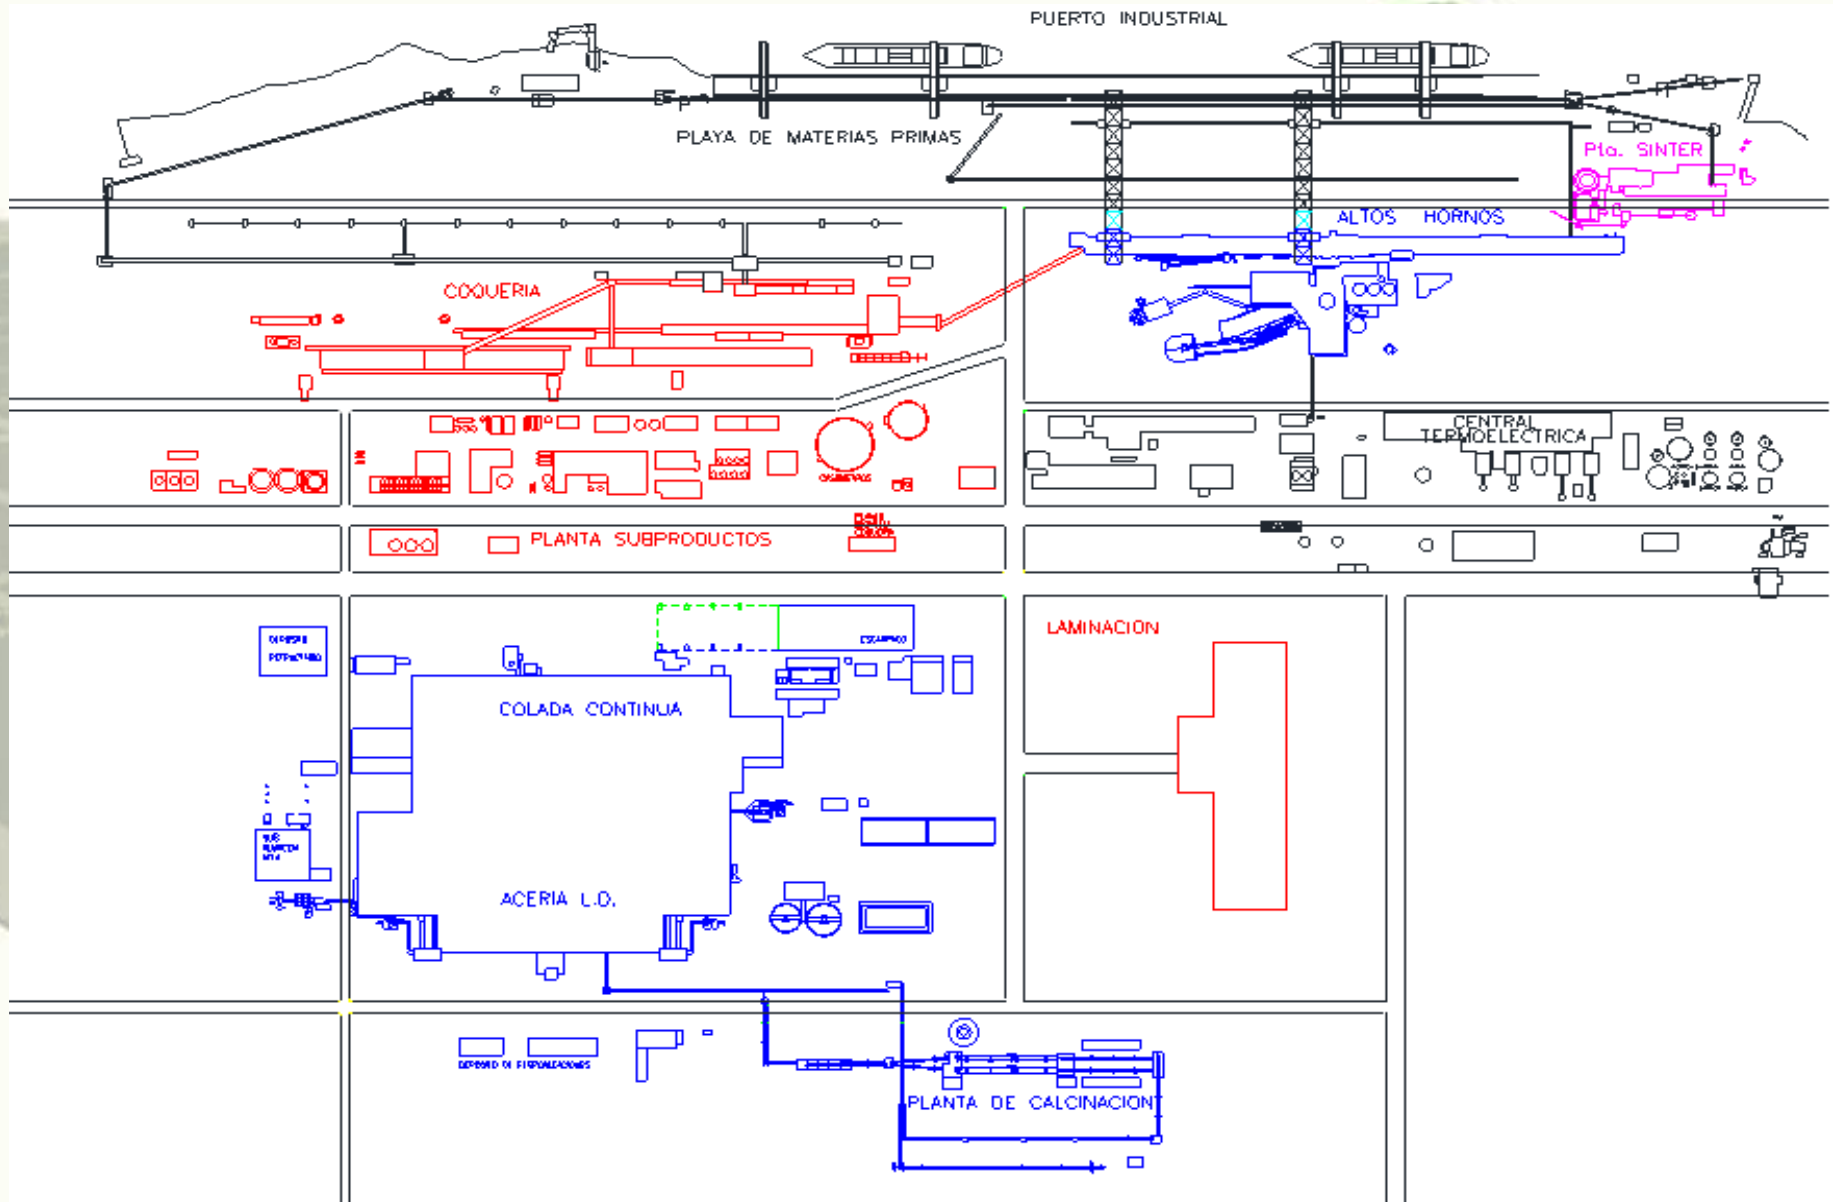 PUERTO INDUSTRIAL
PLAYA DE MATERIAS PRIMAS
Pta. SINTER
ALTOS HORNOS
COQUERIA
CENTRAL
TERMOELECTRICA
PLANTA SUBPRODUCTOS
LAMINACION
COLADA CONTINUA
ACERIA L.D.
PLANTA DE CALCINACION